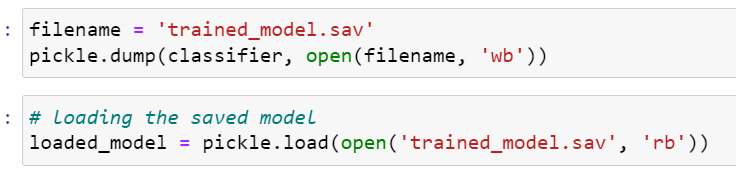 : filename = 'trained_model.sav'
pickle.dump(classifier, open(filename, 'wb'))
: # loading the saved model
loaded_model = pickle.load(open('trained_model.sav', 'rb'))